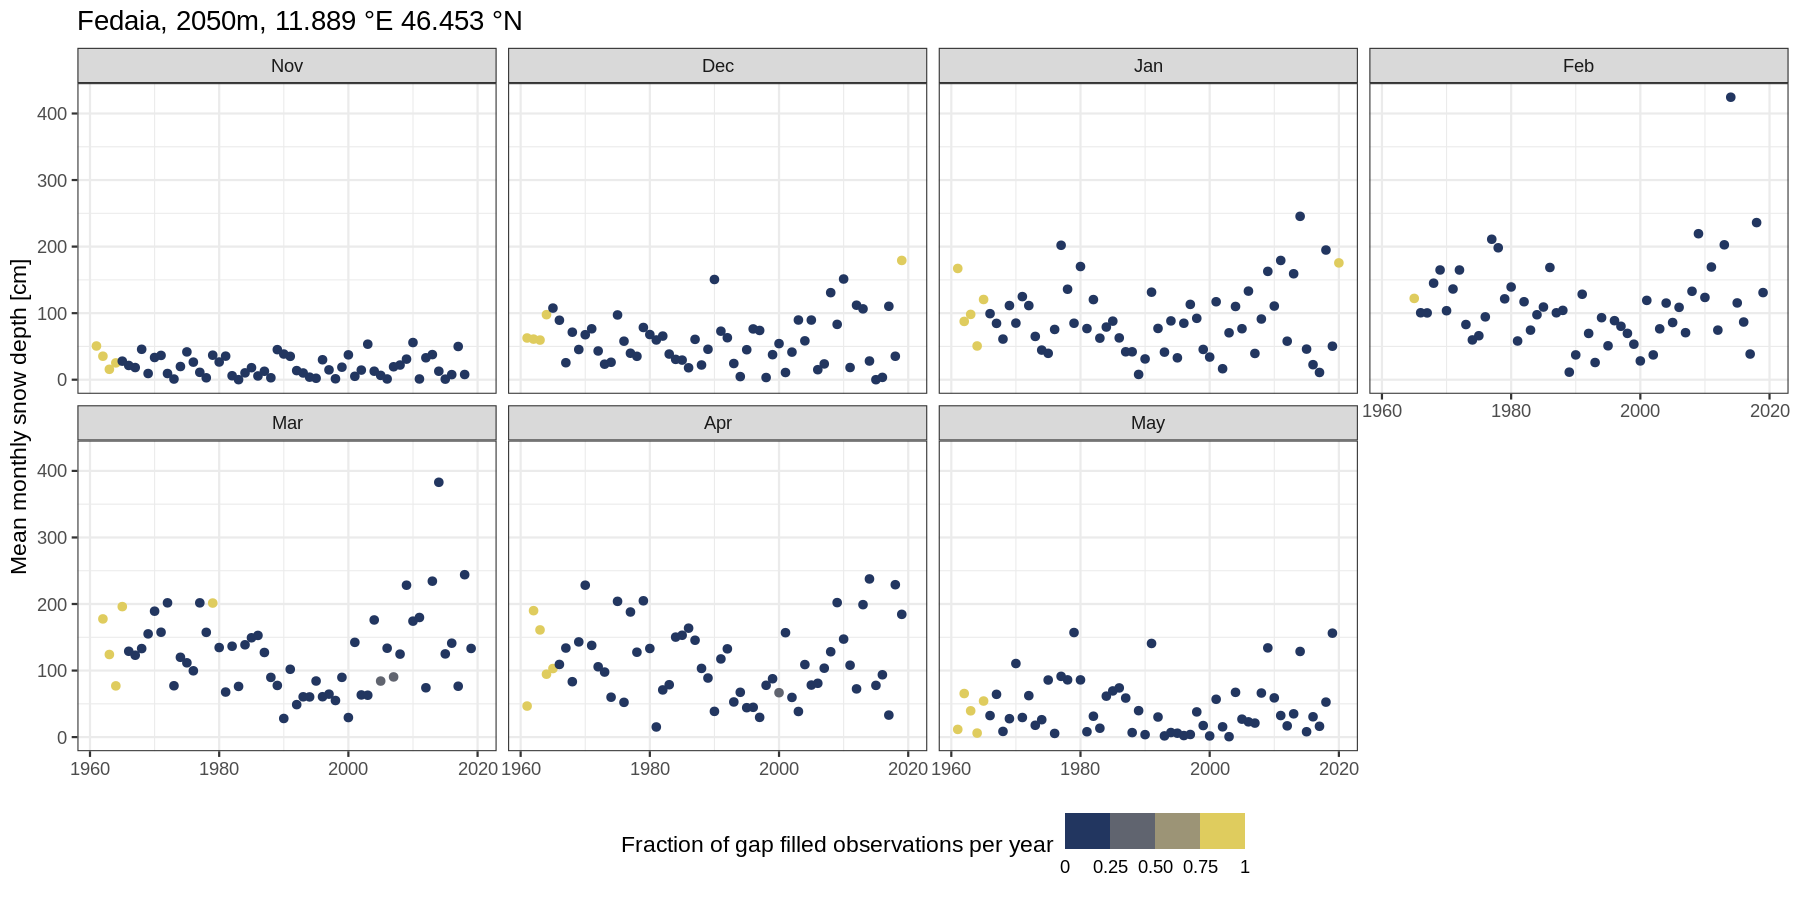 Fedaia, 2050m, 11.889 °E 46.453 °N
Nov Dec Jan Feb
Mean monthly snow depth [cm]
400
300
200
100
0
1960 1980 2000 2020
Mar Apr May
400
300
200
100
0
1960 1980 2000 2020 1960 1980 2000 2020 1960 1980 2000 2020
Fraction of gap filled observations per year
0 0.25 0.50 0.75 1